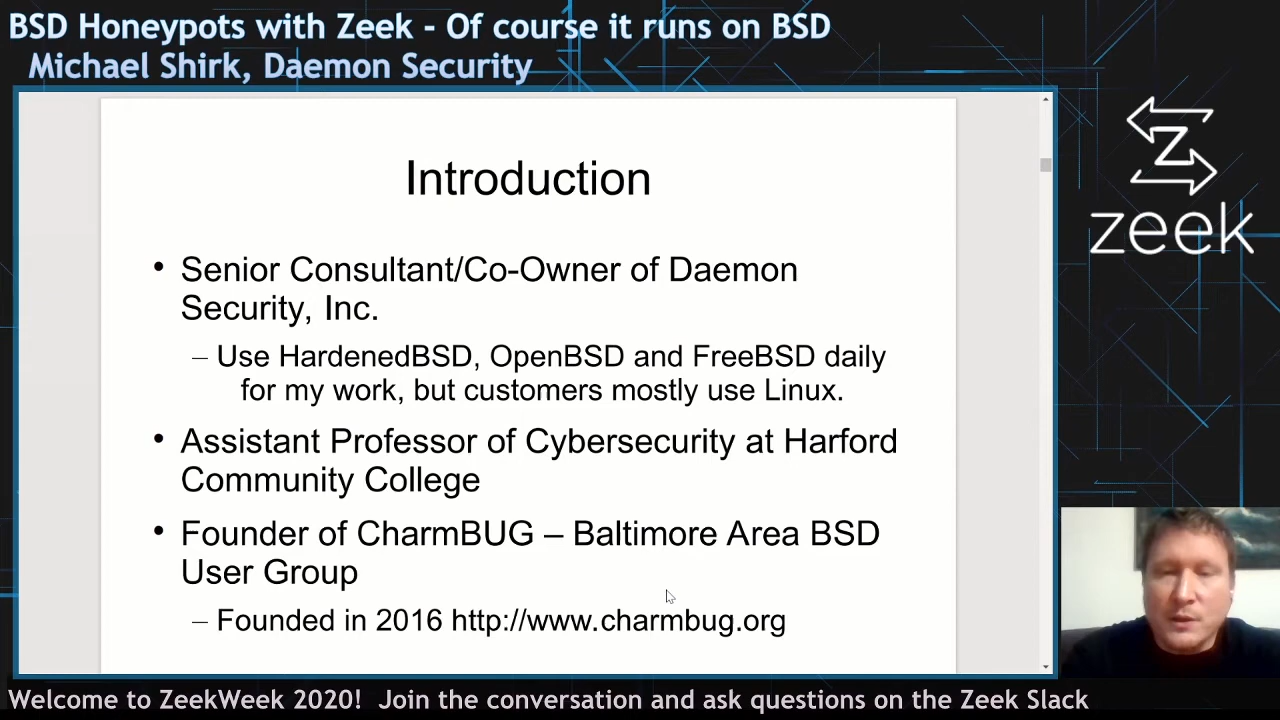 BSD Honeypots with Zeek - Of course it runs on BSD
Michael Shirk, Daemon Security
Introduction
• Senior Consultant/Co-Owner of Daemon
Security, Inc.
– Use HardenedBSD, OpenBSD and FreeBSD daily
for my work, but customers mostly use Linux.
• Assistant Professor of Cybersecurity at Harford
Community College
• Founder of CharmBUG – Baltimore Area BSD
User Group
– Founded in 2016 http://www.charmbug.org
Z
zeek
Welcome to ZeekWeek 2020! Join the conversation and ask questions on the Zeek Slack